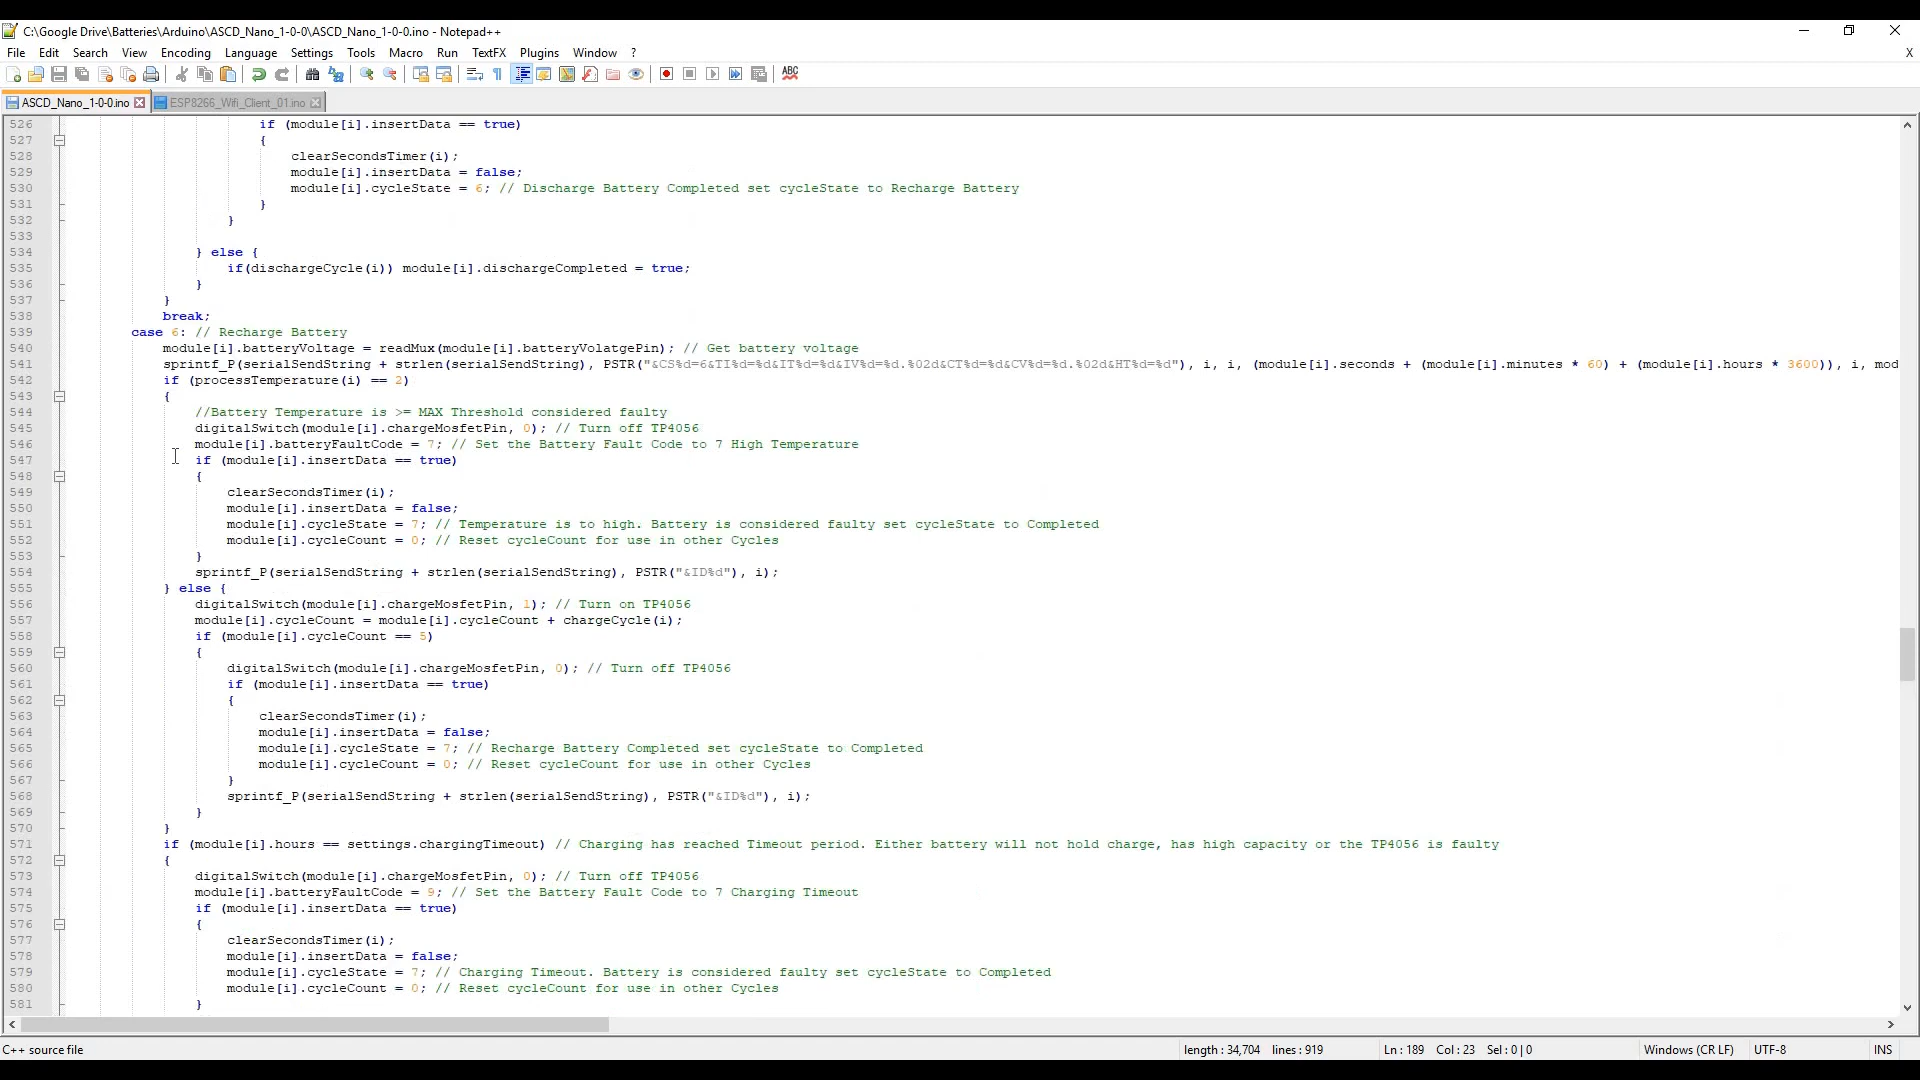 C:\Google Drive\Batteries\Arduino\ASCD_Nano_1-0-0\ASCD_Nano_1-0-0.ino - Notepad++
File Edit Search View Encoding Language Settings Tools Macro Run TextFX Plugins Window ? X
ABC
ASCD_Nano_1-0-0.ino ESP8266_Wifi_Client_01.ino
526 if (module[i].insertData == true)
527 {
528 clearSecondsTimer(i);
529 module[i].insertData = false;
530 module[i].cycleState = 6; // Discharge Battery Completed set cycleState to Recharge Battery
531 }
532 }
533
534 } else {
535 if(dischargeCycle(i)) module[i].dischargeCompleted = true;
536 }
537 }
538 break;
539 case 6: // Recharge Battery
540 module[i].batteryVoltage = readMux(module[i].batteryVolatgePin); // Get battery voltage
541 sprintf_P(serialSendString + strlen(serialSendString), PSTR("&CS%d=6&TI%d=%d&IT%d=%d&IV%d=%d.%02d&CT%d=%d&CV%d=%d.%02d&HT%d=%d"), i, i, (module[i].seconds + (module[i].minutes * 60) + (module[i].hours * 3600)), i, mod
542 if (processTemperature(i) == 2)
543 {
544 //Battery Temperature is >= MAX Threshold considered faulty
545 digitalSwitch(module[i].chargeMosfetPin, 0); // Turn off TP4056
546 module[i].batteryFaultCode = 7; // Set the Battery Fault Code to 7 High Temperature
547 if (module[i].insertData == true)
548 {
549 clearSecondsTimer(i);
550 module[i].insertData = false;
551 module[i].cycleState = 7; // Temperature is to high. Battery is considered faulty set cycleState to Completed
552 module[i].cycleCount = 0; // Reset cycleCount for use in other Cycles
553 }
554 sprintf_P(serialSendString + strlen(serialSendString), PSTR("&ID%d"), i);
555 } else {
556 digitalSwitch(module[i].chargeMosfetPin, 1); // Turn on TP4056
557 module[i].cycleCount = module[i].cycleCount + chargeCycle(i);
558 if (module[i].cycleCount == 5)
559 {
560 digitalSwitch(module[i].chargeMosfetPin, 0); // Turn off TP4056
561 if (module[i].insertData == true)
562 {
563 clearSecondsTimer(i);
564 module[i].insertData = false;
565 module[i].cycleState = 7; // Recharge Battery Completed set cycleState to Completed
566 module[i].cycleCount = 0; // Reset cycleCount for use in other Cycles
567 }
568 sprintf_P(serialSendString + strlen(serialSendString), PSTR("&ID%d"), i);
569 }
570 }
571 if (module[i].hours == settings.chargingTimeout) // Charging has reached Timeout period. Either battery will not hold charge, has high capacity or the TP4056 is faulty
572 {
573 digitalSwitch(module[i].chargeMosfetPin, 0); // Turn off TP4056
574 module[i].batteryFaultCode = 9; // Set the Battery Fault Code to 7 Charging Timeout
575 if (module[i].insertData == true)
576 {
577 clearSecondsTimer(i);
578 module[i].insertData = false;
579 module[i].cycleState = 7; // Charging Timeout. Battery is considered faulty set cycleState to Completed
580 module[i].cycleCount = 0; // Reset cycleCount for use in other Cycles
581 }
C++ source file length : 34,704 lines : 919 Ln : 189 Col : 23 Sel : 0 | 0 Windows (CR LF) UTF-8 INS